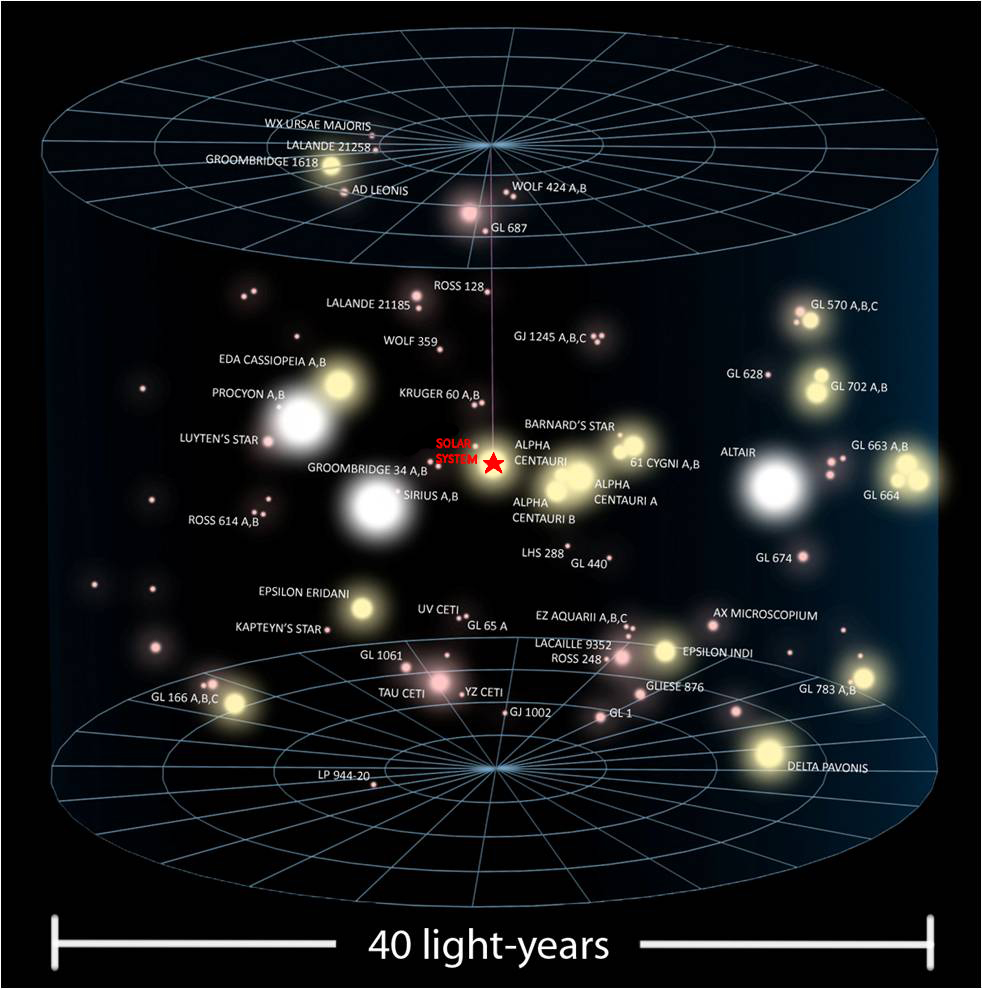 WX URSAE MAJORIS
LALANDE 21258
GROOMBRIDGE 1618
AD LEONIS
WOLF 424 A,B
GL 687
ROSS 128
LALANDE 21185
GL 570 A,B,C
WOLF 359
GJ 1245 A,B,C
EDA CASSIOPEIA A,B
GL 628
GL 702 A,B
PROCYON A,B
KRUGER 60 A,B
LUYTEN'S STAR
BARNARD'S STAR
SOLAR
SYSTEM
ALPHA
CENTAURI
61 CYGNI A,B
ALTAIR
GL 663 A,B
GROOMBRIDGE 34 A,B
SIRIUS A,B
ALPHA
CENTAURI A
GL 664
ALPHA
CENTAURI B
ROSS 614 A,B
LHS 288
GL 440
GL 674
EPSILON ERIDANI
UV CETI
GL 65 A
EZ AQUARII A,B,C
AX MICROSCOPIUM
KAPTEYN'S STAR
LACAILLE 9352
ROSS 248
EPSILON INDI
GL 1061
TAU CETI
YZ CETI
GLIESE 876
GL 783 A,B
GL 166 A,B,C
GJ 1002
GL 1
DELTA PAVONIS
LP 944-20
40 light-years